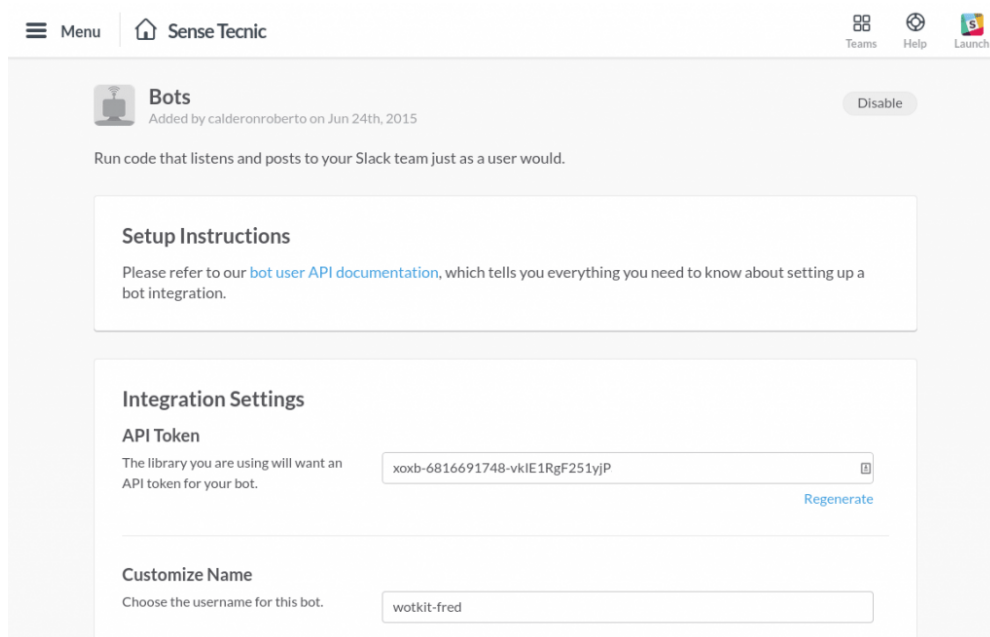 Menu
Sense Tecnic
Teams
Help
Launch
Bots
Disable
Added by calderonroberto on Jun 24th, 2015
Run code that listens and posts to your Slack team just as a user would.
Setup Instructions
Please refer to our bot user API documentation, which tells you everything you need to know about setting up a
bot integration.
Integration Settings
API Token
The library you are using will want an
API token for your bot.
Regenerate
Customize Name
Choose the username for this bot.
wotkit-fred